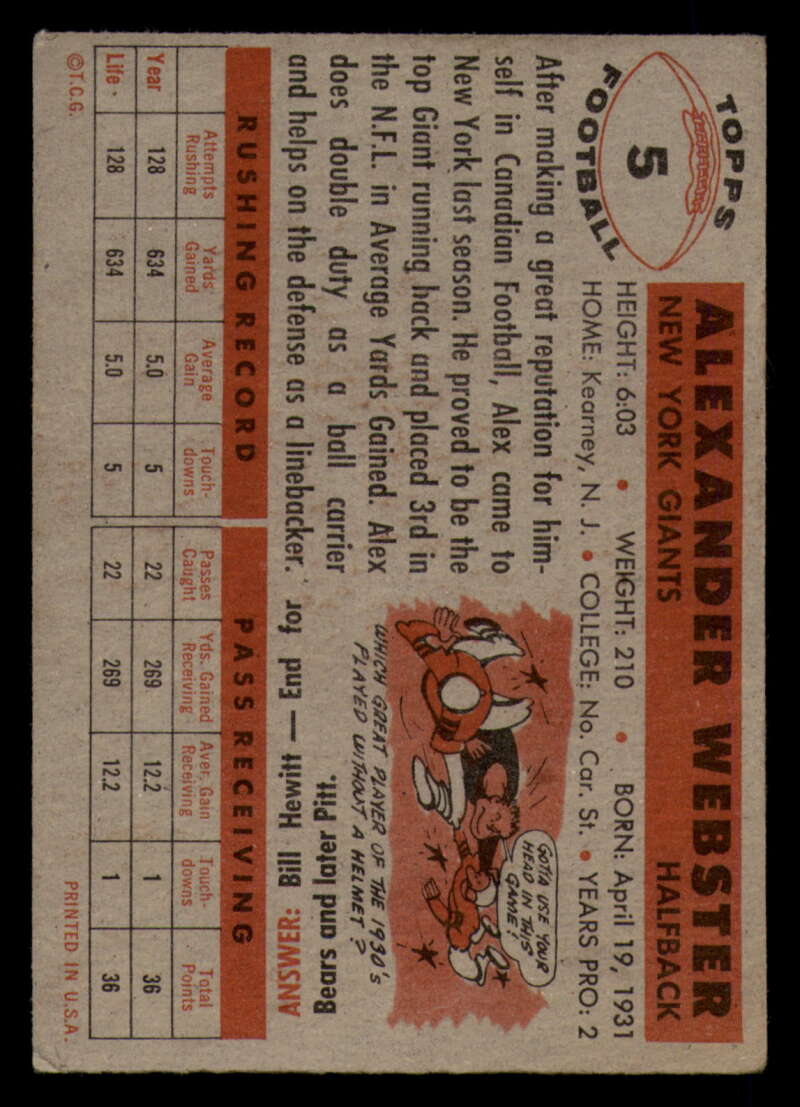 TOPPS
5
FOOTBALL
ALEXANDER WEBSTER
NEW YORK GIANTS HALFBACK
HEIGHT: 6:03 • WEIGHT: 210 • BORN: April 19, 1931
HOME: Kearney, N. J. • COLLEGE: No. Car. St. • YEARS PRO: 2
After making a great reputation for him-
self in Canadian Football, Alex came to
New York last season. He proved to be the
top Giant running back and placed 3rd in
the N.F.L. in Average Yards Gained. Alex
does double duty as a ball carrier
and helps on the defense as a linebacker.
GOTTA USE YOUR
HEAD IN THIS
GAME!
WHICH GREAT PLAYER OF THE 1930'S
PLAYED WITHOUT A HELMET?
ANSWER: Bill Hewitt — End for
Bears and later Pitt.
RUSHING RECORD PASS RECEIVING
Attempts Rushing Yards Gained Average Gain Touch-downs Passes Caught Yds. Gained Receiving Aver. Gain Receiving Touch-downs Total Points
Year 128 634 5.0 5 22 269 12.2 1 36
Life 128 634 5.0 5 22 269 12.2 1 36
©T.C.G. PRINTED IN U.S.A.